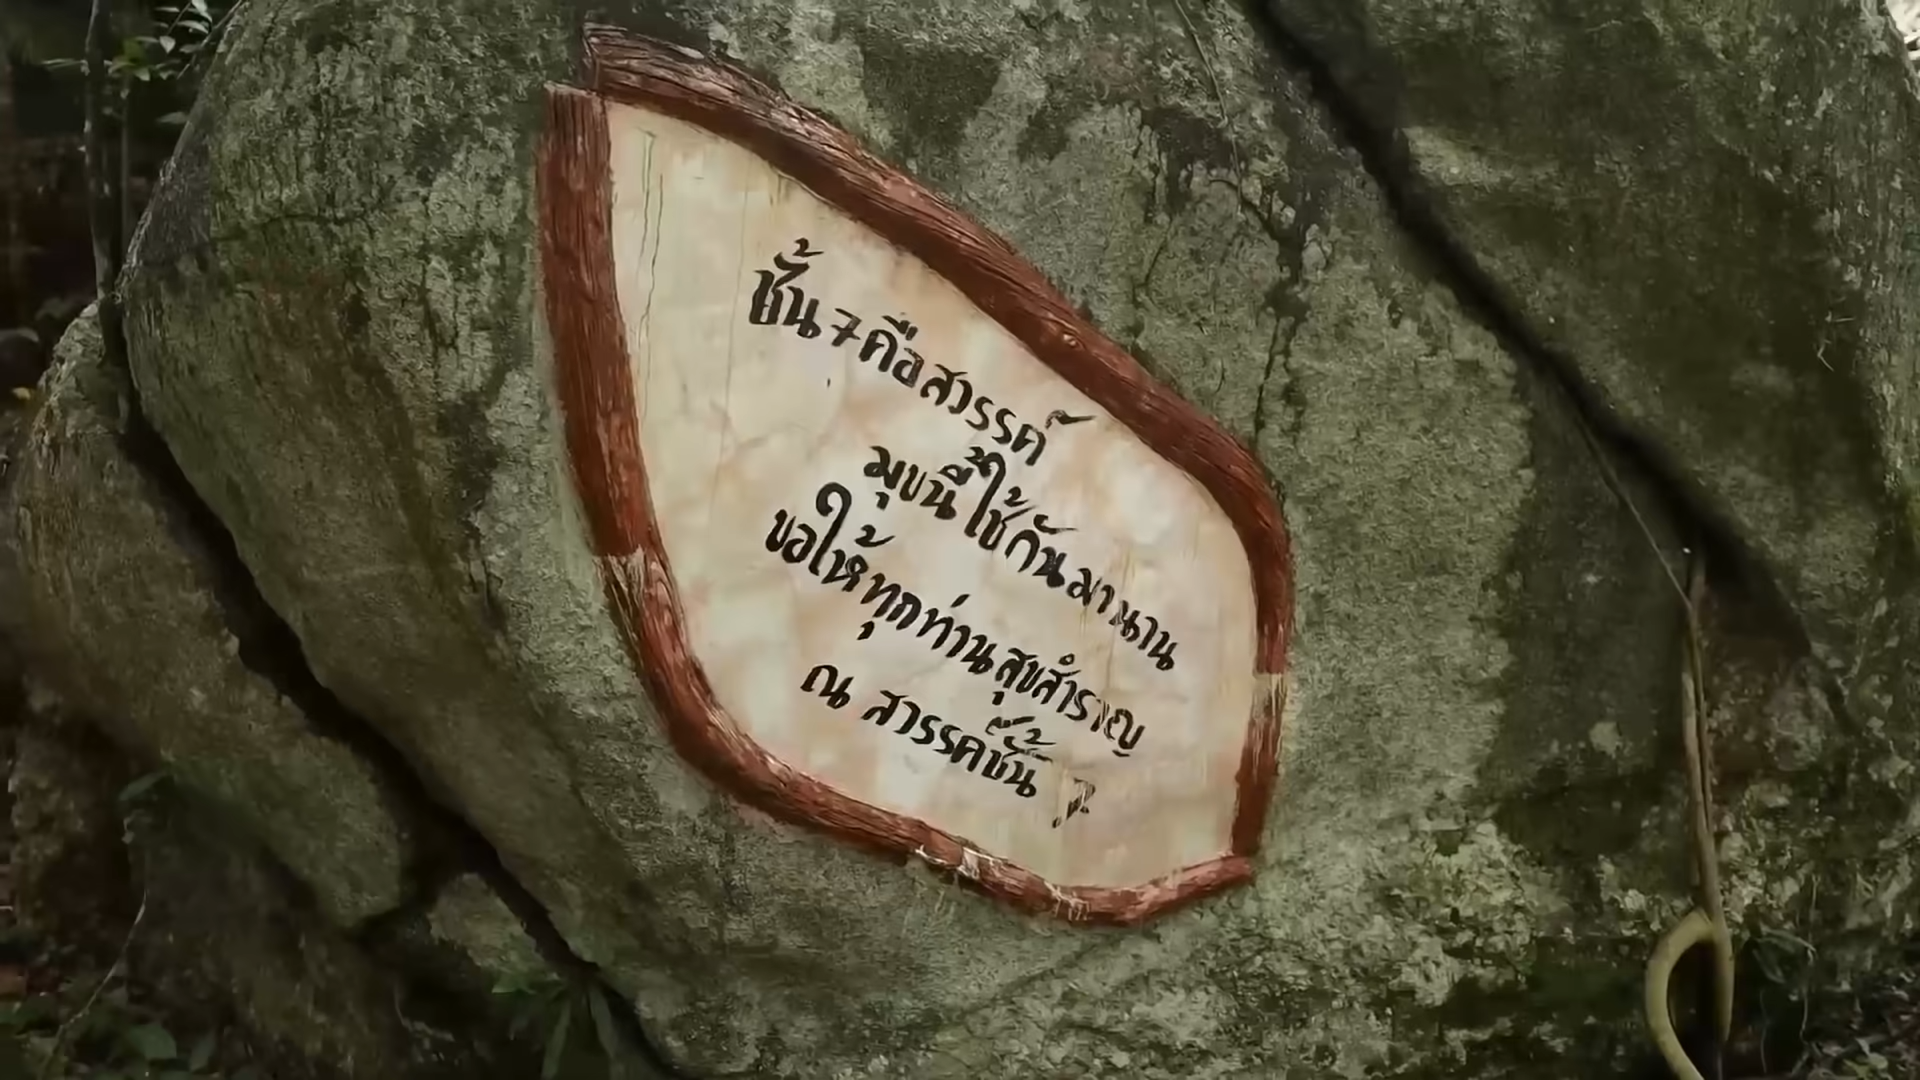 ชั้น 7 คือ สวรรค์
มุขนี้ใช้กันมานาน
ขอให้ทุกท่านสุขสำราญ
ณ สวรรค์ชั้น 7